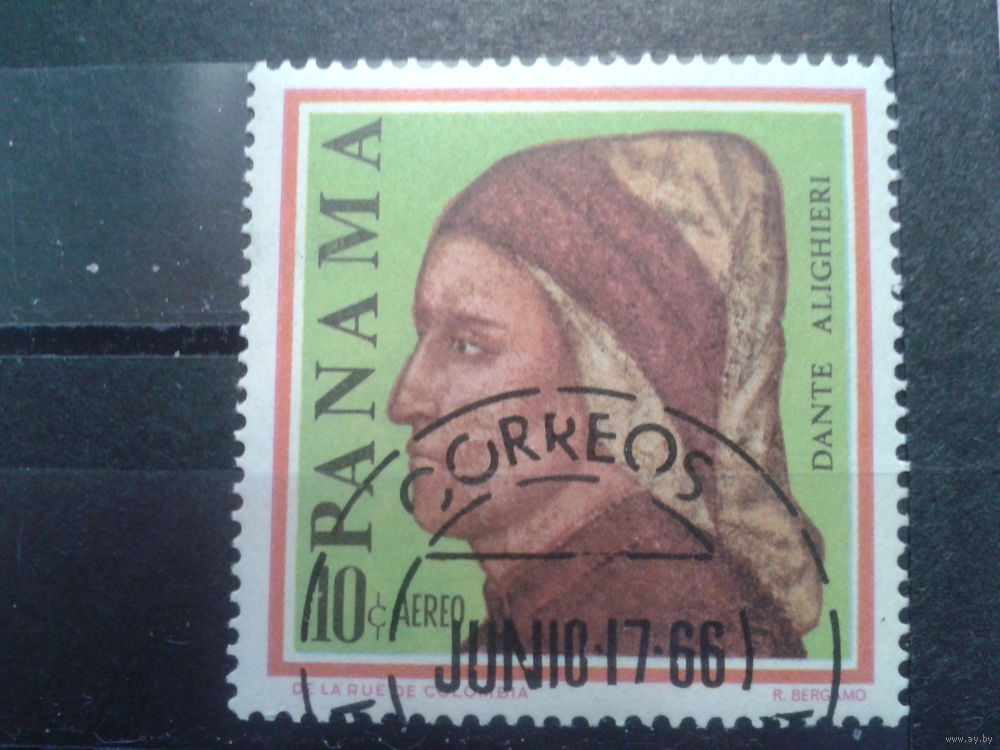 PANAMA
DANTE ALIGHIERI
CORREOS
10¢ AEREO
JUNIO·17·66
DE LA RUE DE COLOMBIA
R. BERGAMO
www.ay.by